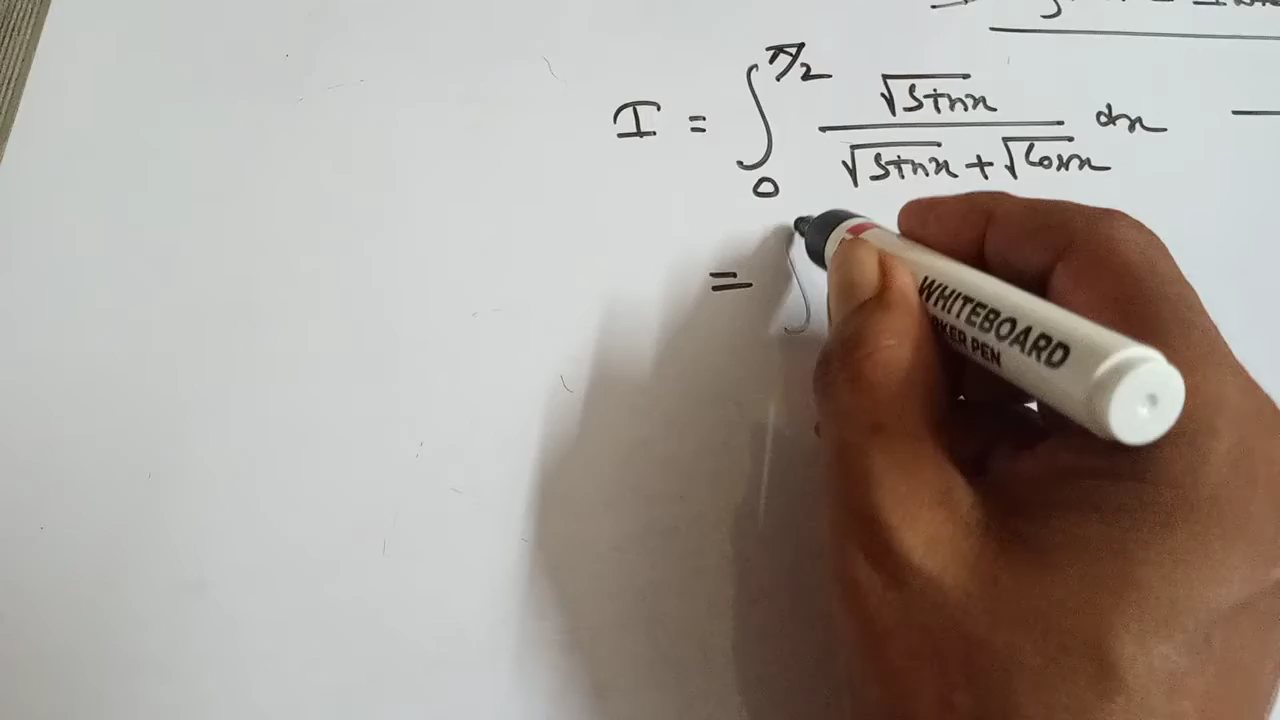 I = ∫₀^π/2 √sinx / (√sinx + √cosx) dx
= ∫
WHITEBOARD
MARKER PEN